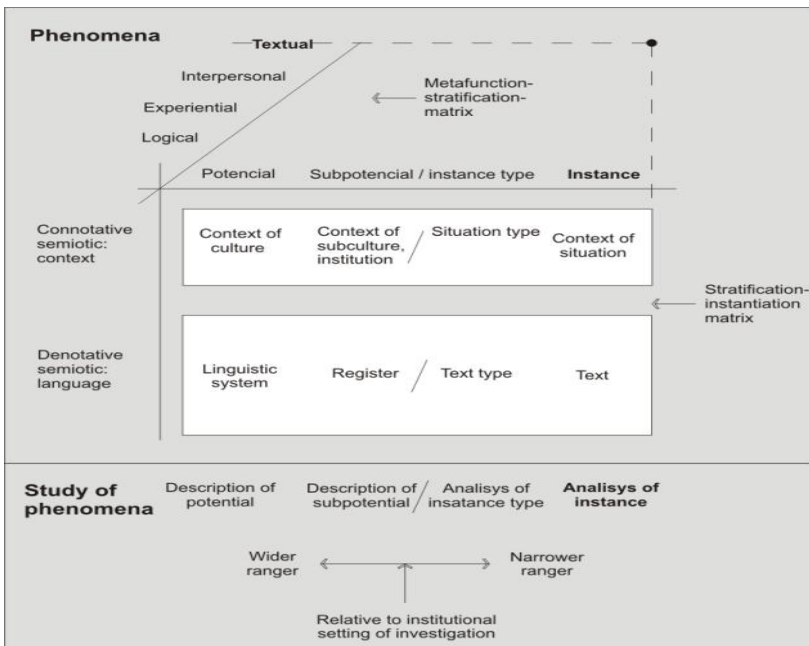 Phenomena
Textual
Interpersonal
Experiential
Logical
Metafunction-
stratification-
matrix
Potencial
Subpotencial / instance type
Instance
Connotative
semiotic:
context
Context of
culture
Context of
subculture,
institution
/
Situation type
Context of
situation
Stratification-
instantiation
matrix
Denotative
semiotic:
language
Linguistic
system
Register
/
Text type
Text
Study of
phenomena
Description of
potential
Description of
subpotential
/
Analisys of
insatance type
Analisys of
instance
Wider
ranger
Narrower
ranger
Relative to institutional
setting of investigation